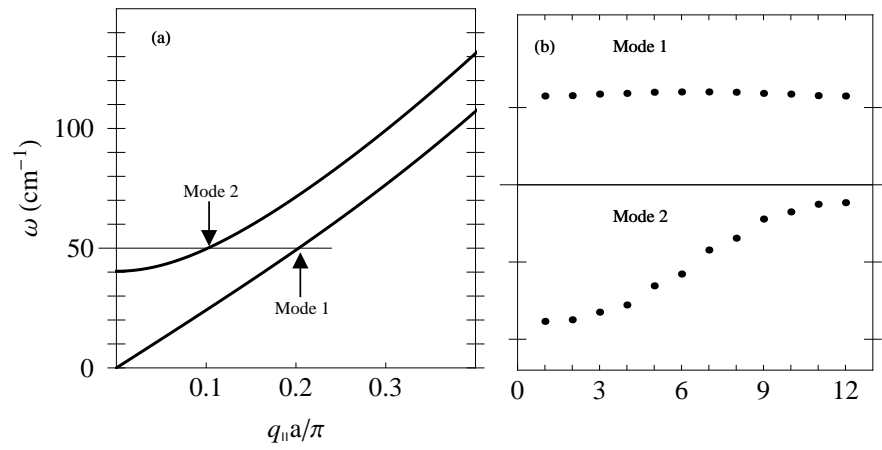 (a)
(b)
Mode 1
100
ω (cm⁻¹)
Mode 2
Mode 2
50
Mode 1
0
0.1 0.2 0.3
0 3 6 9 12
q॥a/π